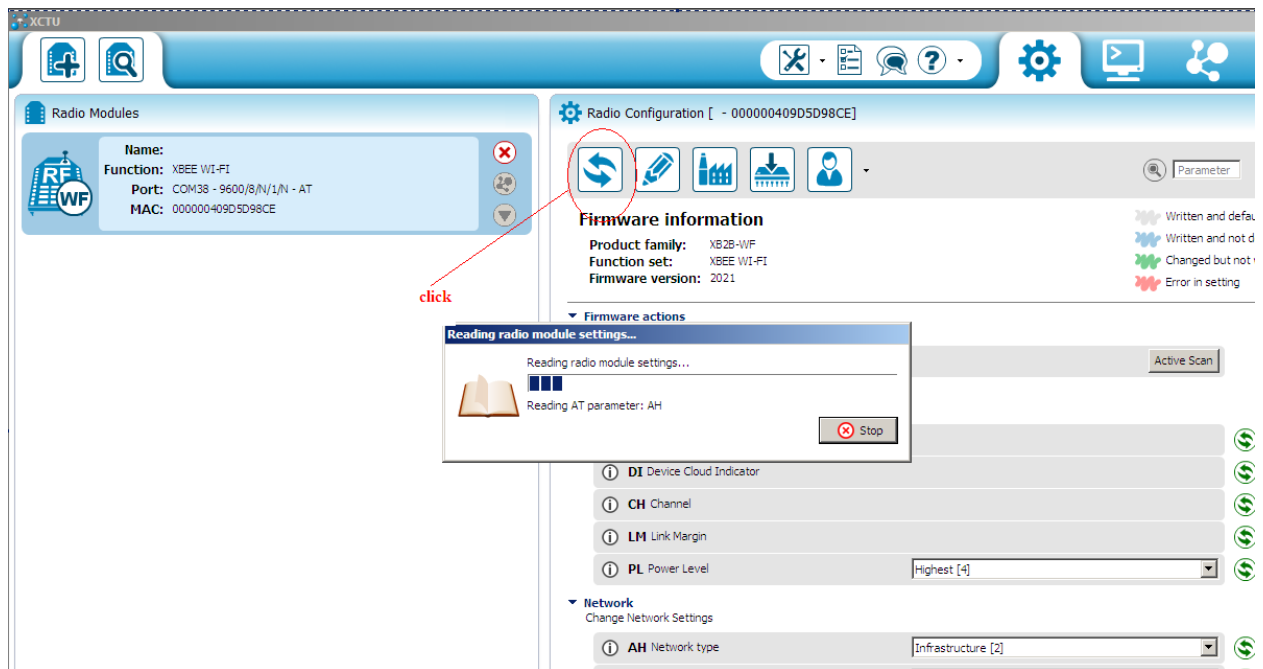 XCTU
Radio Modules
Name:
Function: XBEE WI-FI
Port: COM38 - 9600/8/N/1/N - AT
MAC: 000000409D5D98CE
RF
WF
click
Radio Configuration [ - 000000409D5D98CE]
Parameter
Firmware information
Product family: XB2B-WF
Function set: XBEE WI-FI
Firmware version: 2021
Written and defau
Written and not d
Changed but not
Error in setting
Firmware actions
Active Scan
Reading radio module settings...
Reading radio module settings...
Reading AT parameter: AH
Stop
DI Device Cloud Indicator
CH Channel
LM Link Margin
PL Power Level Highest [4]
Network
Change Network Settings
AH Network type Infrastructure [2]